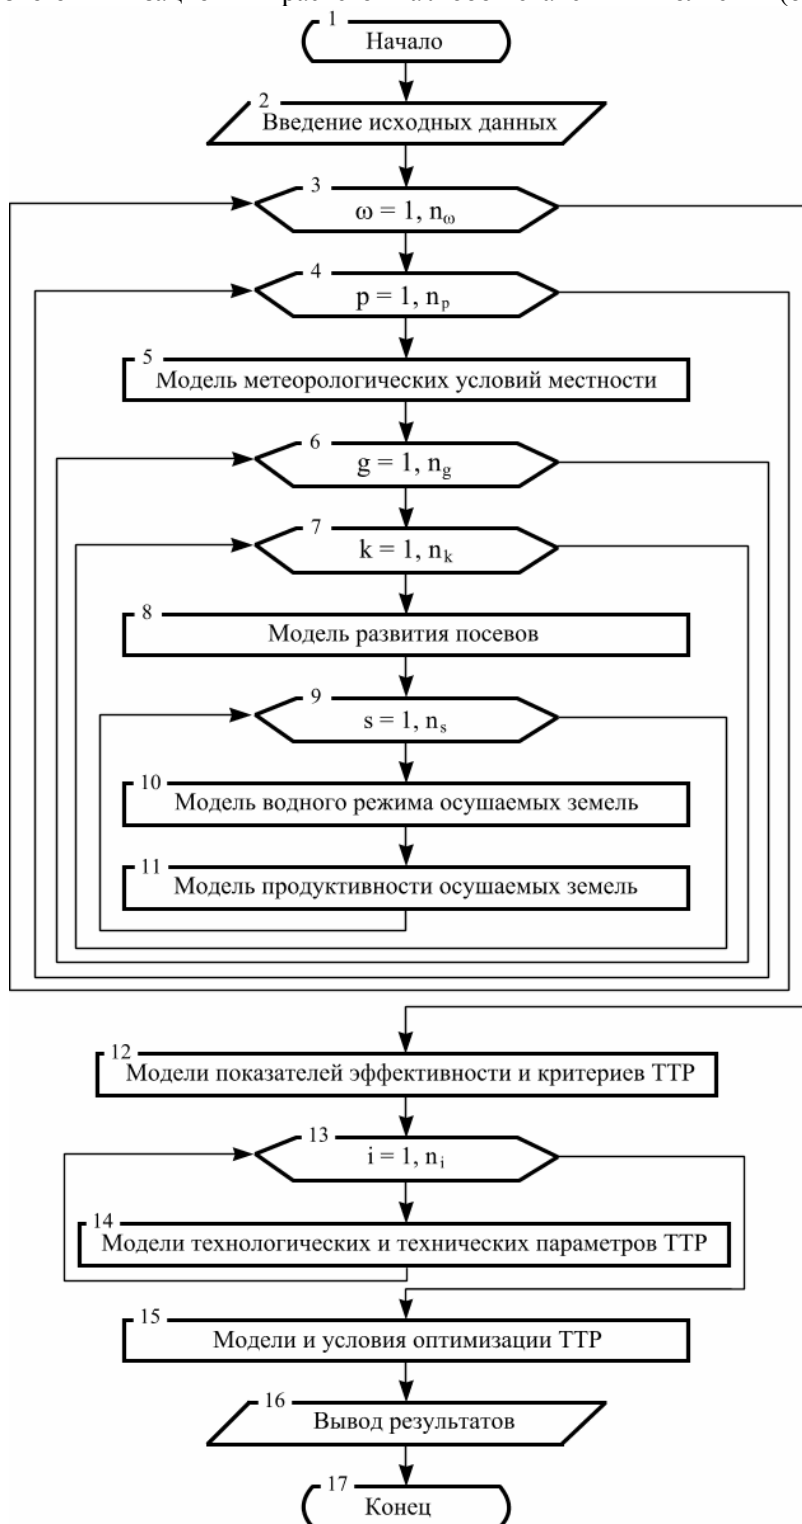 1
Начало
2
Введение исходных данных
3
ω = 1, nω
4
p = 1, np
5
Модель метеорологических условий местности
6
g = 1, ng
7
k = 1, nk
8
Модель развития посевов
9
s = 1, ns
10
Модель водного режима осушаемых земель
11
Модель продуктивности осушаемых земель
12
Модели показателей эффективности и критериев ТТР
13
i = 1, ni
14
Модели технологических и технических параметров ТТР
15
Модели и условия оптимизации ТТР
16
Вывод результатов
17
Конец